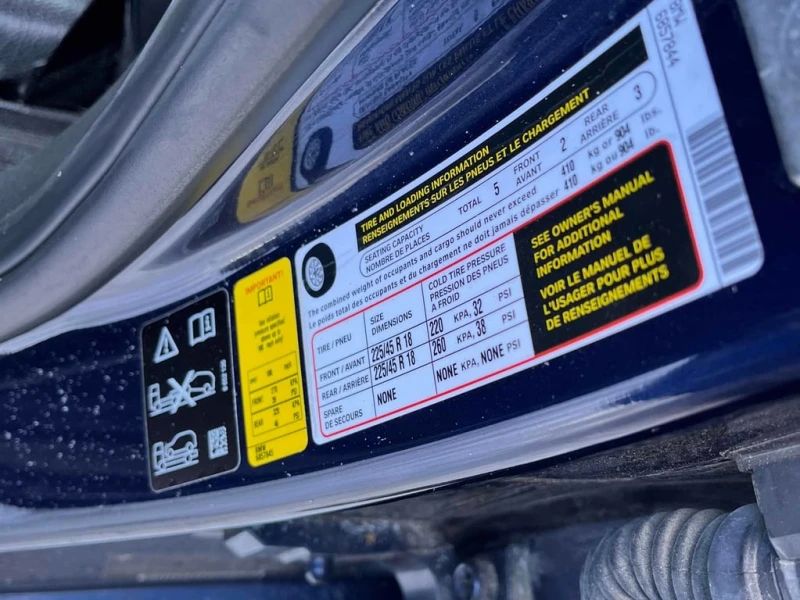 BMW
6857844
TIRE AND LOADING INFORMATION
RENSEIGNEMENTS SUR LES PNEUS ET LE CHARGEMENT
SEATING CAPACITY
NOMBRE DE PLACES
TOTAL 5
FRONT
AVANT
2
REAR
ARRIÈRE
3
The combined weight of occupants and cargo should never exceed 410 kg or 904 lbs.
Le poids total des occupants et du chargement ne doit jamais dépasser 410 kg ou 904 lb.
TIRE / PNEU
SIZE
DIMENSIONS
COLD TIRE PRESSURE
PRESSION DES PNEUS
A FROID
FRONT / AVANT 225/45 R 18 220 KPA, 32 PSI
REAR / ARRIÈRE 225/45 R 18 260 KPA, 38 PSI
SPARE
DE SECOURS
NONE
NONE KPA, NONE PSI
SEE OWNER'S MANUAL
FOR ADDITIONAL
INFORMATION
VOIR LE MANUEL DE
L'USAGER POUR PLUS
DE RENSEIGNEMENTS
IMPORTANT!
BMW
6857845